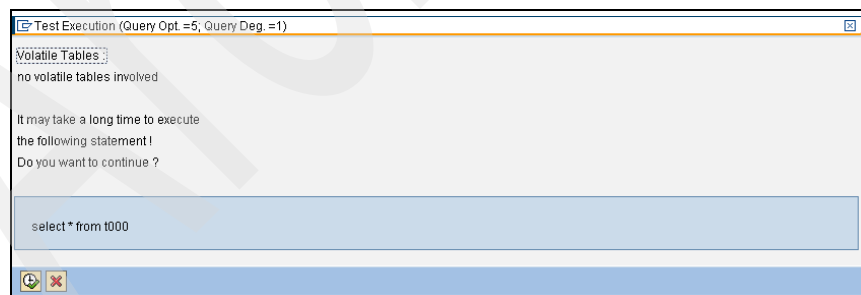 Test Execution (Query Opt. =5; Query Deg. =1)
Volatile Tables :
no volatile tables involved
It may take a long time to execute
the following statement !
Do you want to continue ?
select * from t000